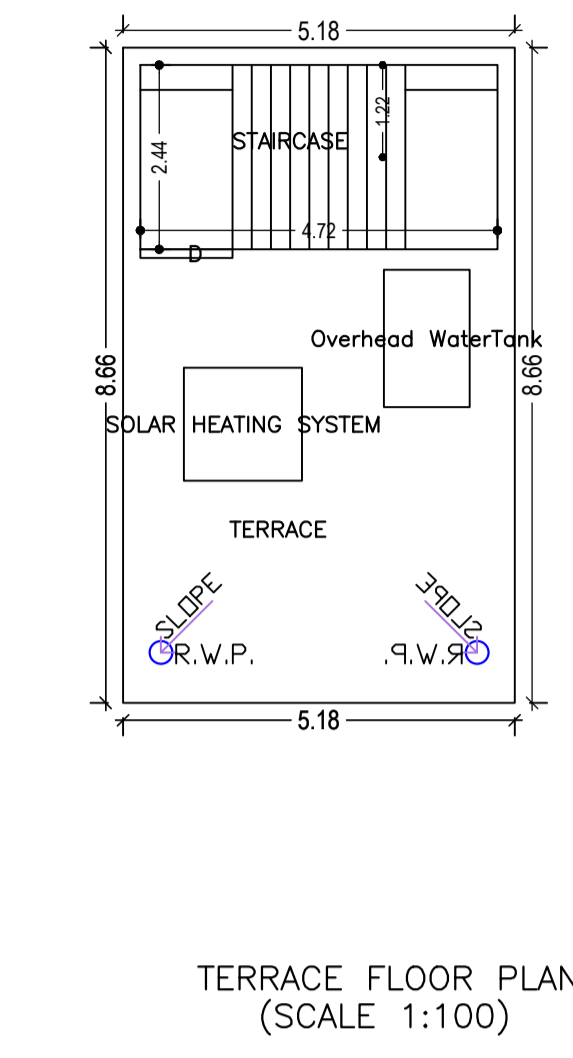 5.18
STAIRCASE
1.22
2.44
4.72
D
Overhead WaterTank
8.66
8.66
SOLAR HEATING SYSTEM
TERRACE
SLOPE
SLOPE
R.W.P.
R.W.P.
5.18
TERRACE FLOOR PLAN
(SCALE 1:100)